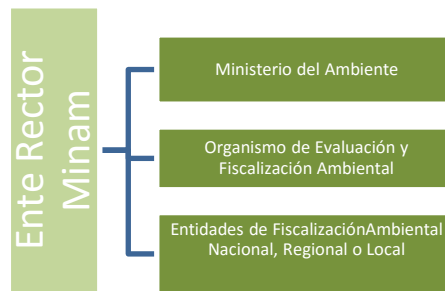 Ente Rector
Minam
Ministerio del Ambiente
Organismo de Evaluación y
Fiscalización Ambiental
Entidades de FiscalizaciónAmbiental
Nacional, Regional o Local